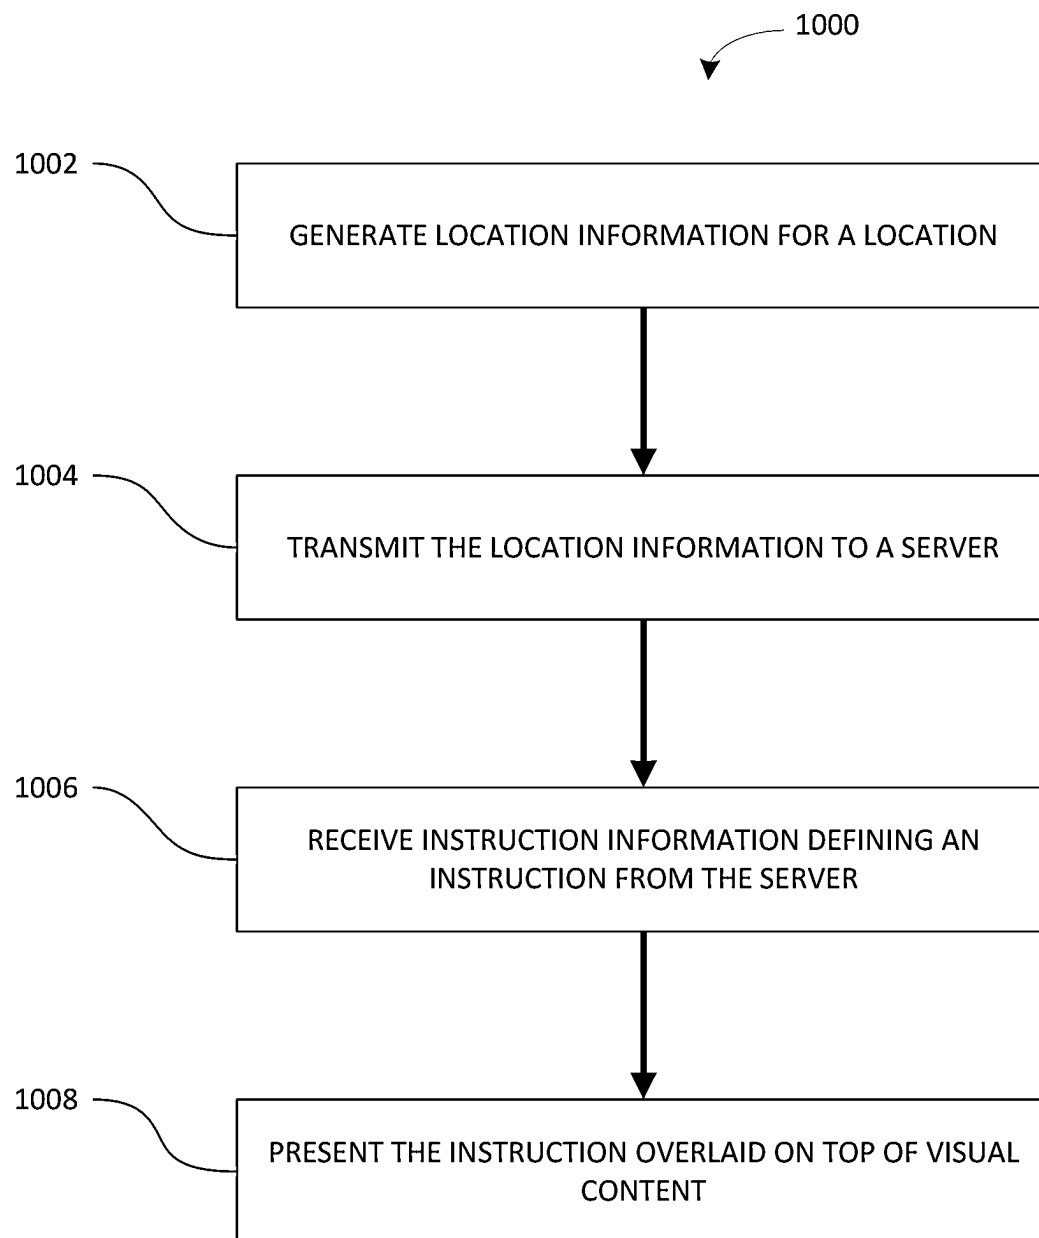 1000
1002
GENERATE LOCATION INFORMATION FOR A LOCATION
1004
TRANSMIT THE LOCATION INFORMATION TO A SERVER
1006
RECEIVE INSTRUCTION INFORMATION DEFINING AN
INSTRUCTION FROM THE SERVER
1008
PRESENT THE INSTRUCTION OVERLAID ON TOP OF VISUAL
CONTENT